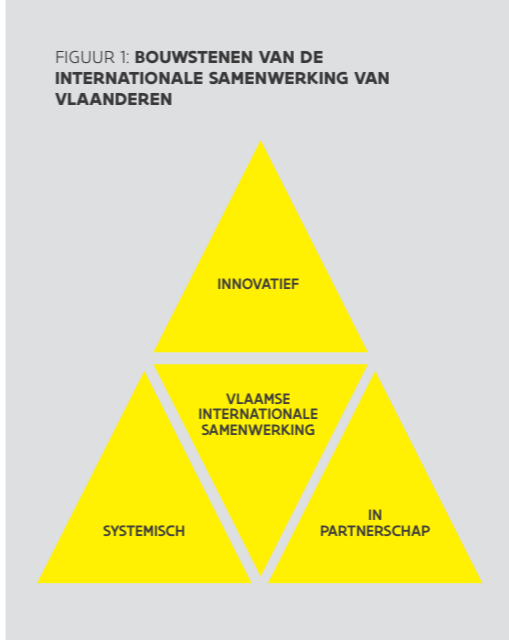 FIGUUR 1: BOUWSTENEN VAN DE
INTERNATIONALE SAMENWERKING VAN
VLAANDEREN
INNOVATIEF
VLAAMSE
INTERNATIONALE
SAMENWERKING
SYSTEMISCH
IN
PARTNERSCHAP